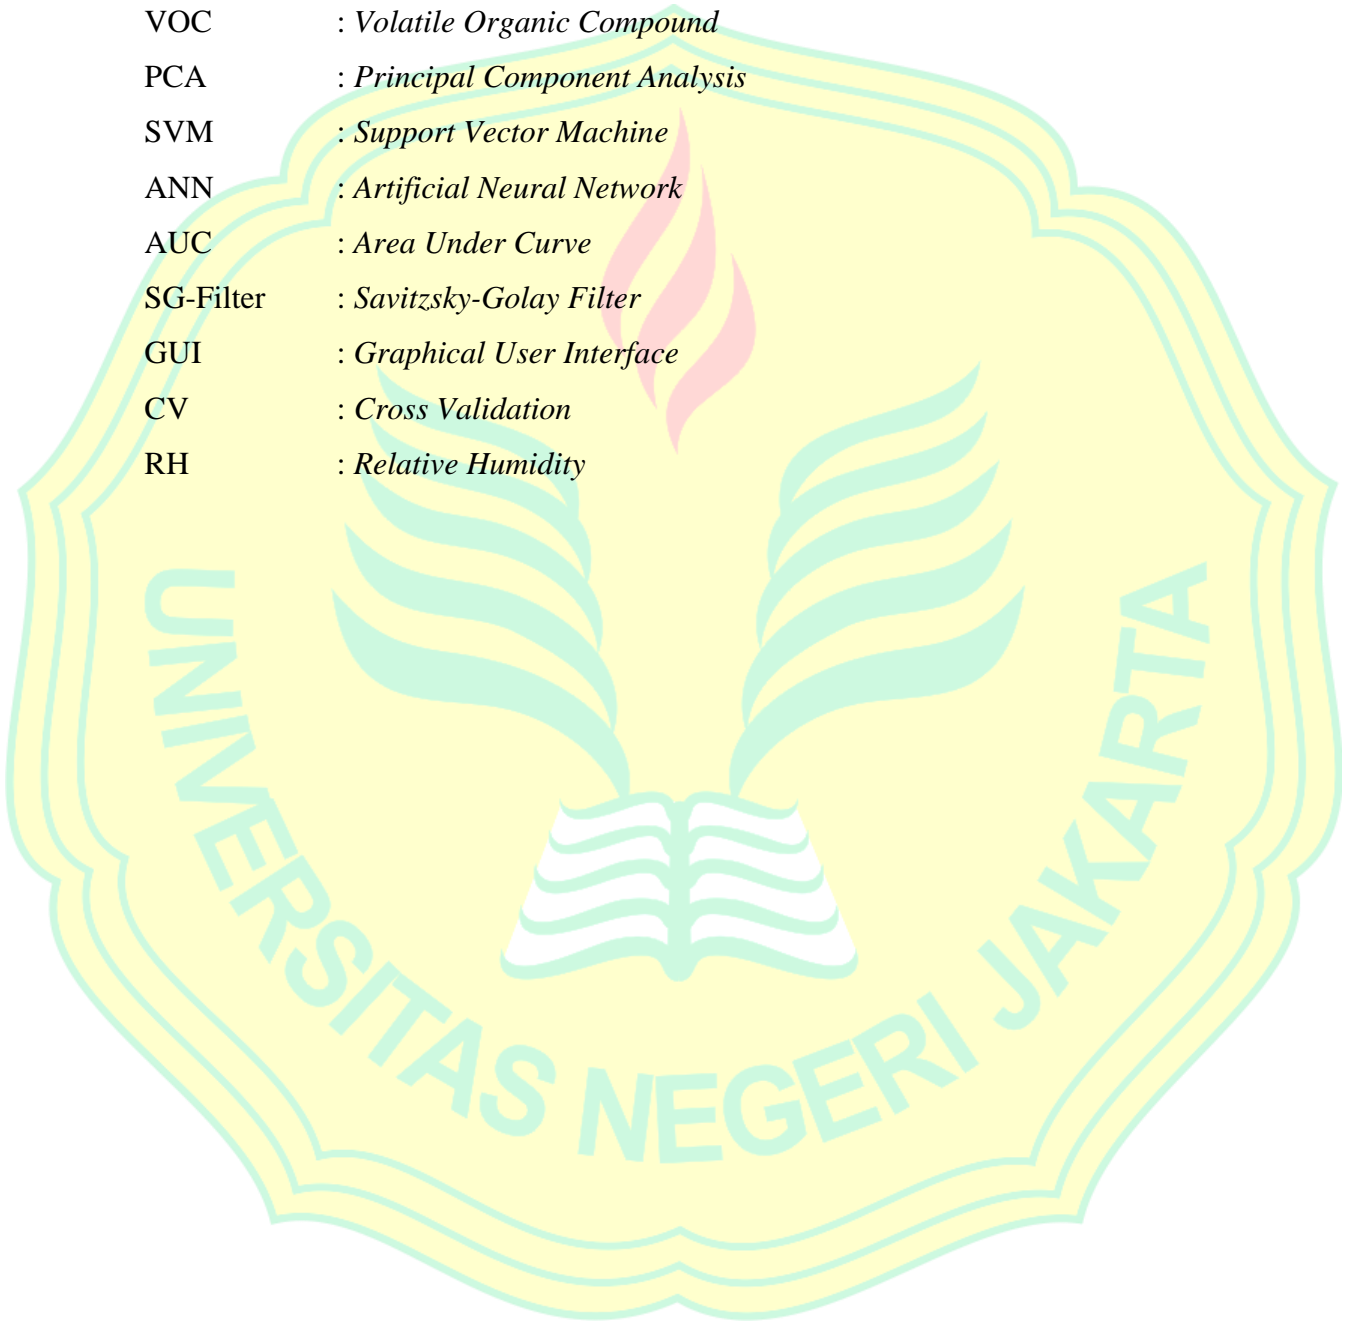 VOC : Volatile Organic Compound
PCA : Principal Component Analysis
SVM : Support Vector Machine
ANN : Artificial Neural Network
AUC : Area Under Curve
SG-Filter : Savitzsky-Golay Filter
GUI : Graphical User Interface
CV : Cross Validation
RH : Relative Humidity
UNIVERSITAS NEGERI JAKARTA